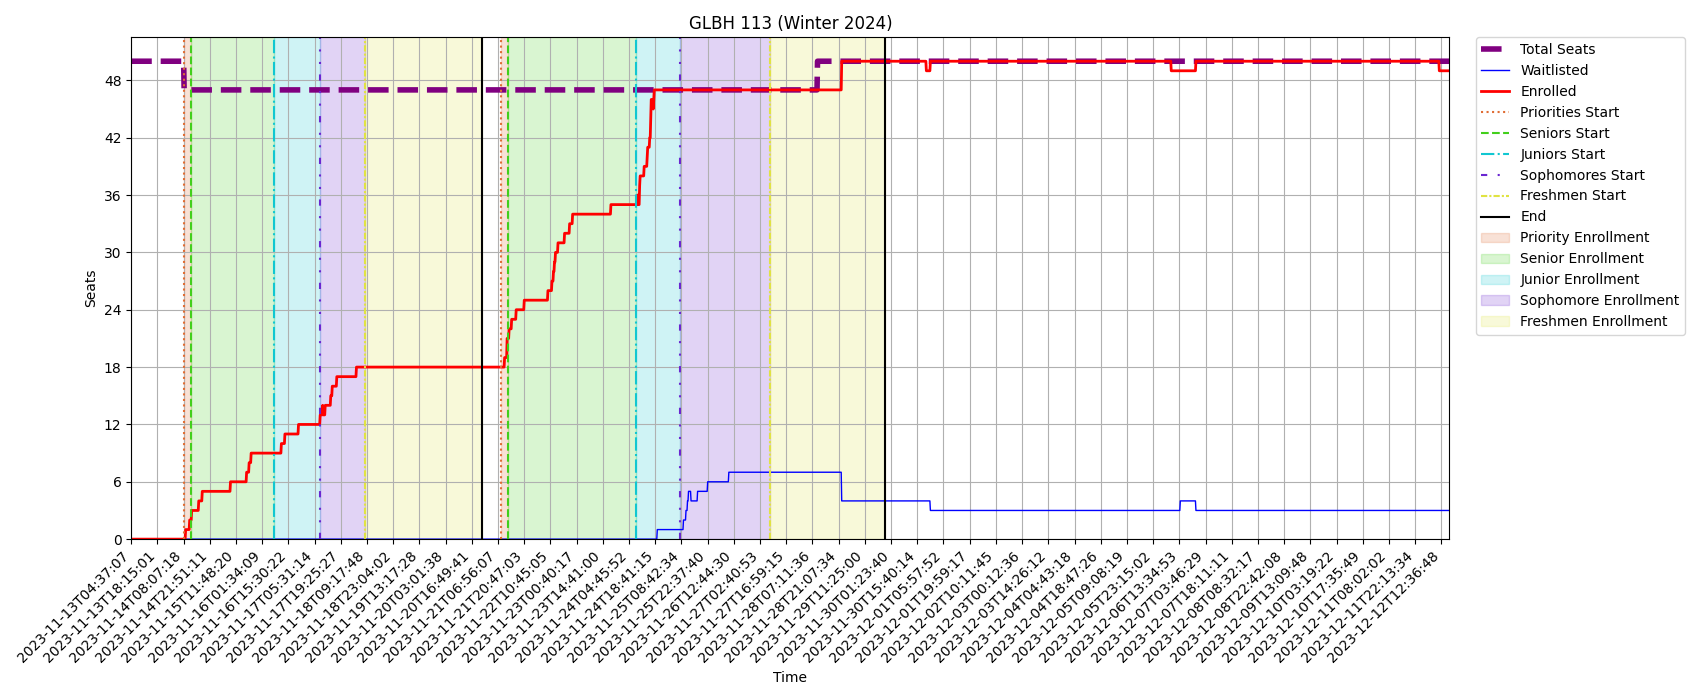 GLBH 113 (Winter 2024)
Total Seats
Waitlisted
Enrolled
Priorities Start
Seniors Start
Juniors Start
Sophomores Start
Freshmen Start
End
Priority Enrollment
Senior Enrollment
Junior Enrollment
Sophomore Enrollment
Freshmen Enrollment
Seats
48
42
36
30
24
18
12
6
0
2023-11-13T04:37:07
2023-11-13T18:15:01
2023-11-14T08:07:18
2023-11-14T21:51:11
2023-11-15T11:48:20
2023-11-16T01:34:09
2023-11-16T15:30:22
2023-11-17T05:31:14
2023-11-17T19:25:27
2023-11-18T09:17:48
2023-11-18T23:04:02
2023-11-19T13:17:28
2023-11-20T03:01:38
2023-11-20T16:49:41
2023-11-21T06:56:07
2023-11-21T20:47:03
2023-11-22T10:45:05
2023-11-23T00:40:17
2023-11-23T14:41:00
2023-11-24T04:45:52
2023-11-24T18:41:15
2023-11-25T08:42:34
2023-11-25T22:37:40
2023-11-26T12:44:30
2023-11-27T02:40:53
2023-11-27T16:59:15
2023-11-28T07:11:36
2023-11-28T21:07:34
2023-11-29T11:25:00
2023-11-30T01:23:40
2023-11-30T15:40:14
2023-12-01T05:57:52
2023-12-01T19:59:17
2023-12-02T10:11:45
2023-12-03T00:12:36
2023-12-03T14:26:12
2023-12-04T04:43:18
2023-12-04T18:47:26
2023-12-05T09:08:19
2023-12-05T23:15:02
2023-12-06T13:34:53
2023-12-07T03:46:29
2023-12-07T18:11:11
2023-12-08T08:32:17
2023-12-08T22:42:08
2023-12-09T13:09:48
2023-12-10T03:19:22
2023-12-10T17:35:49
2023-12-11T08:02:02
2023-12-11T22:13:34
2023-12-12T12:36:48
Time